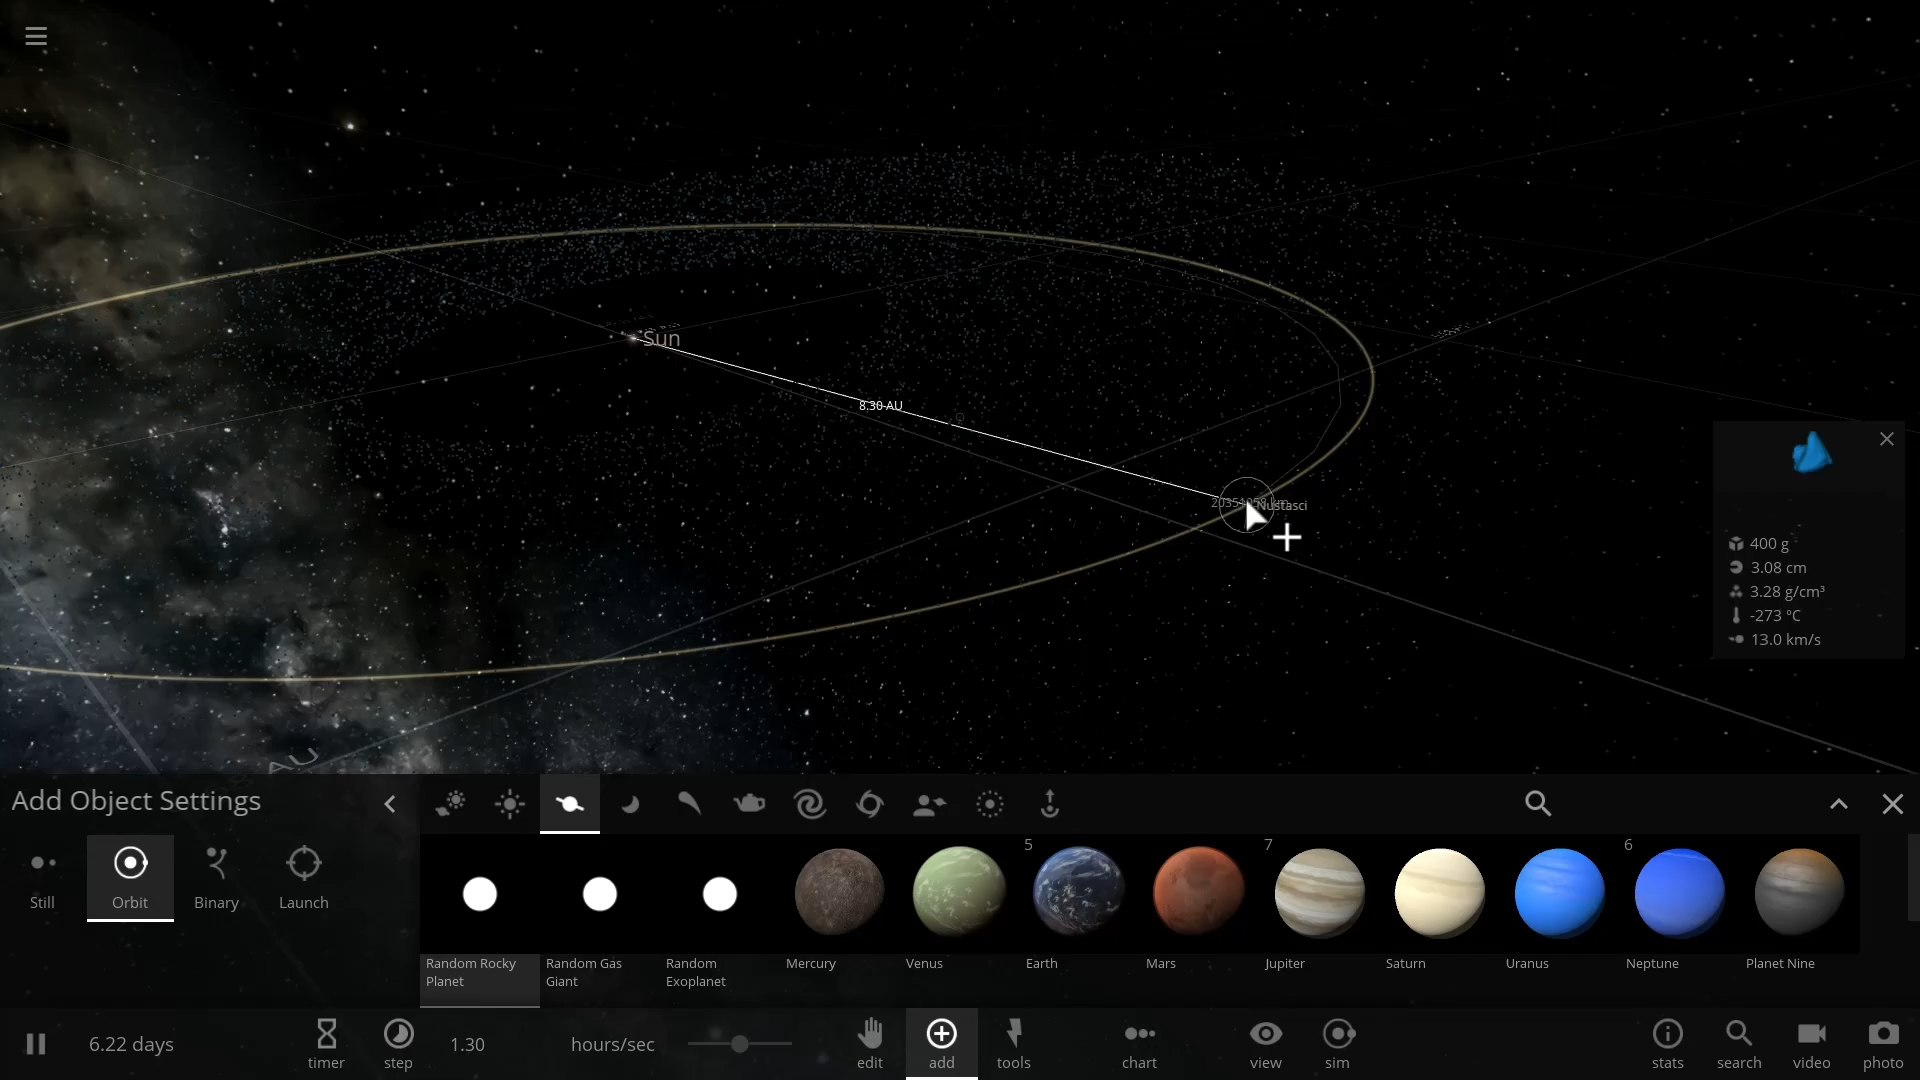 Sun
8.30 AU
Nustasci
AU
400 g
3.08 cm
3.28 g/cm³
-273 °C
13.0 km/s
Add Object Settings
Still
Orbit
Binary
Launch
5
7
6
Random Rocky
Planet
Random Gas
Giant
Random
Exoplanet
Mercury
Venus
Earth
Mars
Jupiter
Saturn
Uranus
Neptune
Planet Nine
6.22 days
timer
step
1.30
hours/sec
edit
add
tools
chart
view
sim
stats
search
video
photo